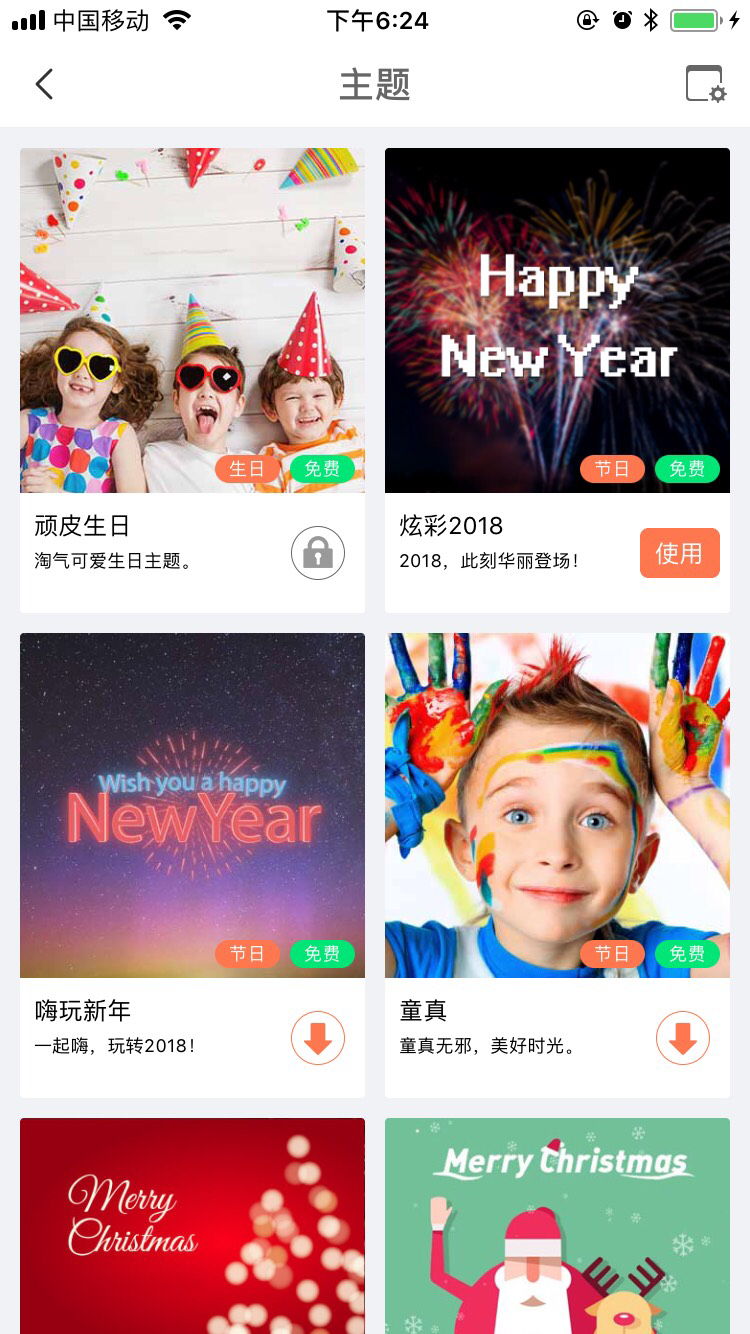 中国移动
下午6:24
主题
生日
免费
Happy
New Year
节日
免费
顽皮生日
淘气可爱生日主题。
炫彩2018
2018，此刻华丽登场！
使用
Wish you a happy
New Year
节日
免费
节日
免费
嗨玩新年
一起嗨，玩转2018！
童真
童真无邪，美好时光。
Merry
Christmas
Merry Christmas